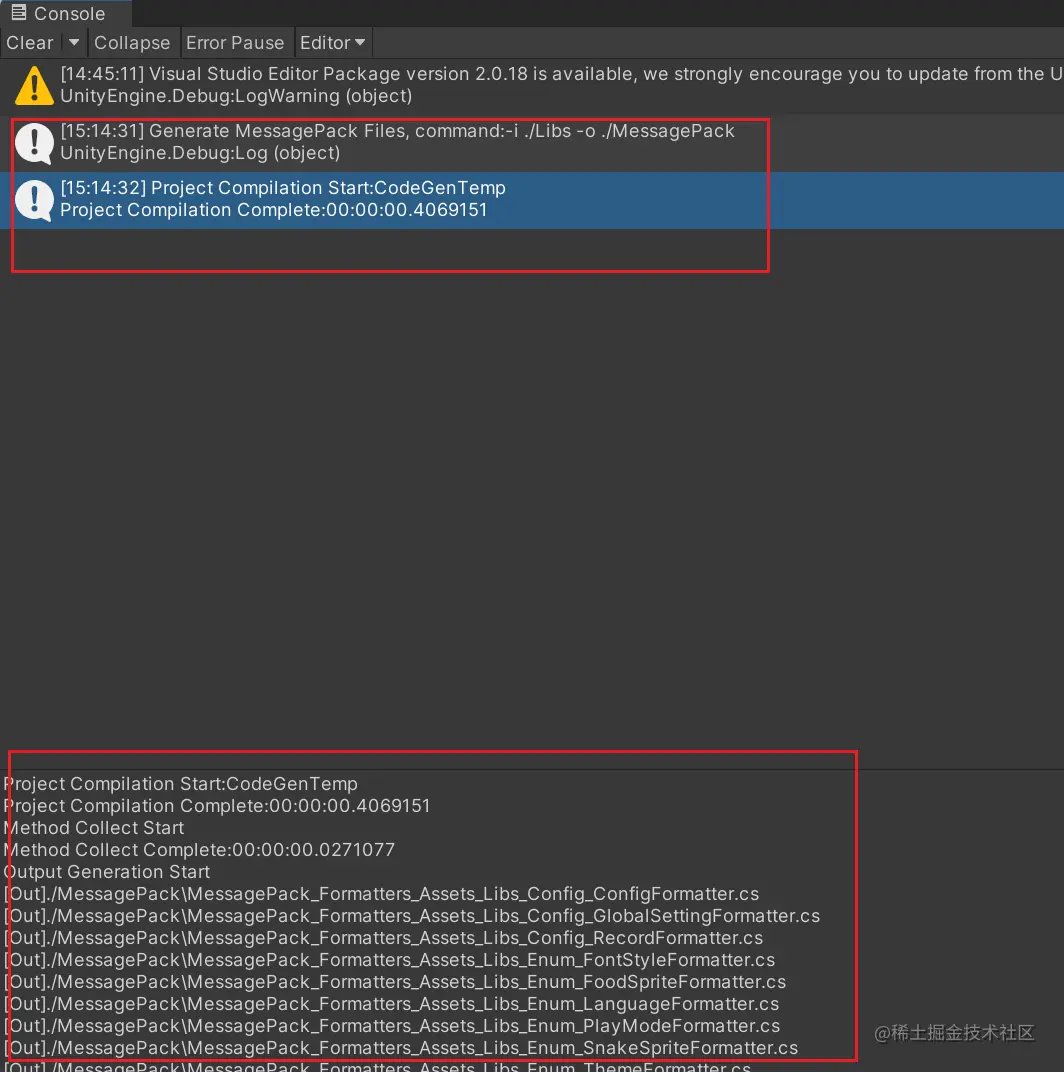 Console
Clear Collapse Error Pause Editor
[14:45:11] Visual Studio Editor Package version 2.0.18 is available, we strongly encourage you to update from the U
UnityEngine.Debug:LogWarning (object)
[15:14:31] Generate MessagePack Files, command:-i ./Libs -o ./MessagePack
UnityEngine.Debug:Log (object)
[15:14:32] Project Compilation Start:CodeGenTemp
Project Compilation Complete:00:00:00.4069151
Project Compilation Start:CodeGenTemp
Project Compilation Complete:00:00:00.4069151
Method Collect Start
Method Collect Complete:00:00:00.0271077
Output Generation Start
[Out]./MessagePack\MessagePack_Formatters_Assets_Libs_Config_ConfigFormatter.cs
[Out]./MessagePack\MessagePack_Formatters_Assets_Libs_Config_GlobalSettingFormatter.cs
[Out]./MessagePack\MessagePack_Formatters_Assets_Libs_Config_RecordFormatter.cs
[Out]./MessagePack\MessagePack_Formatters_Assets_Libs_Enum_FontStyleFormatter.cs
[Out]./MessagePack\MessagePack_Formatters_Assets_Libs_Enum_FoodSpriteFormatter.cs
[Out]./MessagePack\MessagePack_Formatters_Assets_Libs_Enum_LanguageFormatter.cs
[Out]./MessagePack\MessagePack_Formatters_Assets_Libs_Enum_PlayModeFormatter.cs
@稀土掘金技术社区
[Out]./MessagePack\MessagePack_Formatters_Assets_Libs_Enum_SnakeSpriteFormatter.cs
[Out]./MessagePack\MessagePack_Formatters_Assets_Libs_Enum_ThemeFormatter.cs